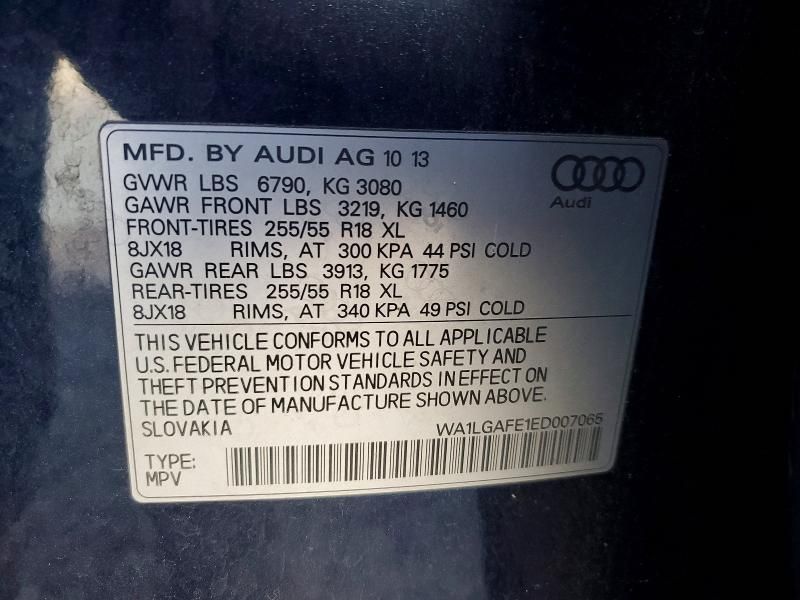 MFD. BY AUDI AG 10 13
Audi
GVWR LBS 6790, KG 3080
GAWR FRONT LBS 3219, KG 1460
FRONT-TIRES 255/55 R18 XL
8JX18 RIMS, AT 300 KPA 44 PSI COLD
GAWR REAR LBS 3913, KG 1775
REAR-TIRES 255/55 R18 XL
8JX18 RIMS, AT 340 KPA 49 PSI COLD
THIS VEHICLE CONFORMS TO ALL APPLICABLE
U.S. FEDERAL MOTOR VEHICLE SAFETY AND
THEFT PREVENTION STANDARDS IN EFFECT ON
THE DATE OF MANUFACTURE SHOWN ABOVE.
SLOVAKIA WA1LGAFE1ED007065
TYPE:
MPV